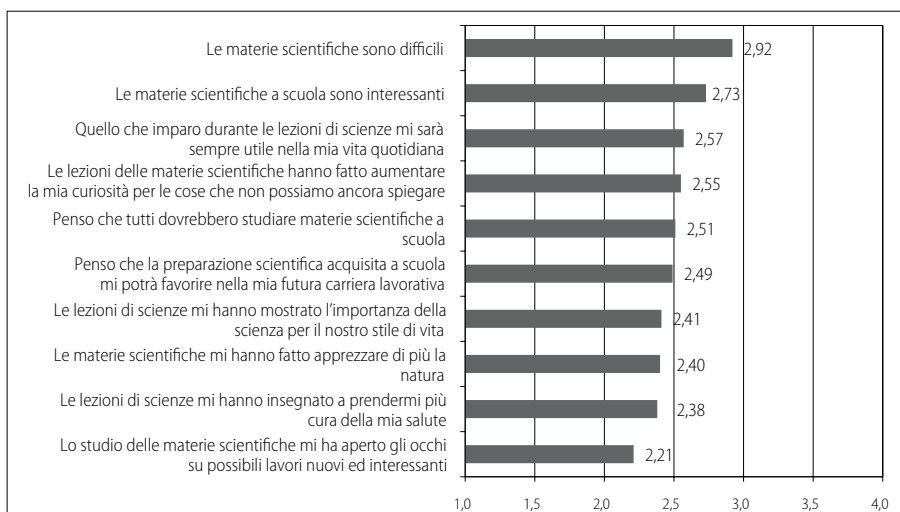 Le materie scientifiche sono difficili
2,92
Le materie scientifiche a scuola sono interessanti
2,73
Quello che imparo durante le lezioni di scienze mi sarà
sempre utile nella mia vita quotidiana
2,57
Le lezioni delle materie scientifiche hanno fatto aumentare
la mia curiosità per le cose che non possiamo ancora spiegare
2,55
Penso che tutti dovrebbero studiare materie scientifiche a
scuola
2,51
Penso che la preparazione scientifica acquisita a scuola
mi potrà favorire nella mia futura carriera lavorativa
2,49
Le lezioni di scienze mi hanno mostrato l'importanza della
scienza per il nostro stile di vita
2,41
Le materie scientifiche mi hanno fatto apprezzare di più la
natura
2,40
Le lezioni di scienze mi hanno insegnato a prendermi più
cura della mia salute
2,38
Lo studio delle materie scientifiche mi ha aperto gli occhi
su possibili lavori nuovi ed interessanti
2,21
1,0 1,5 2,0 2,5 3,0 3,5 4,0